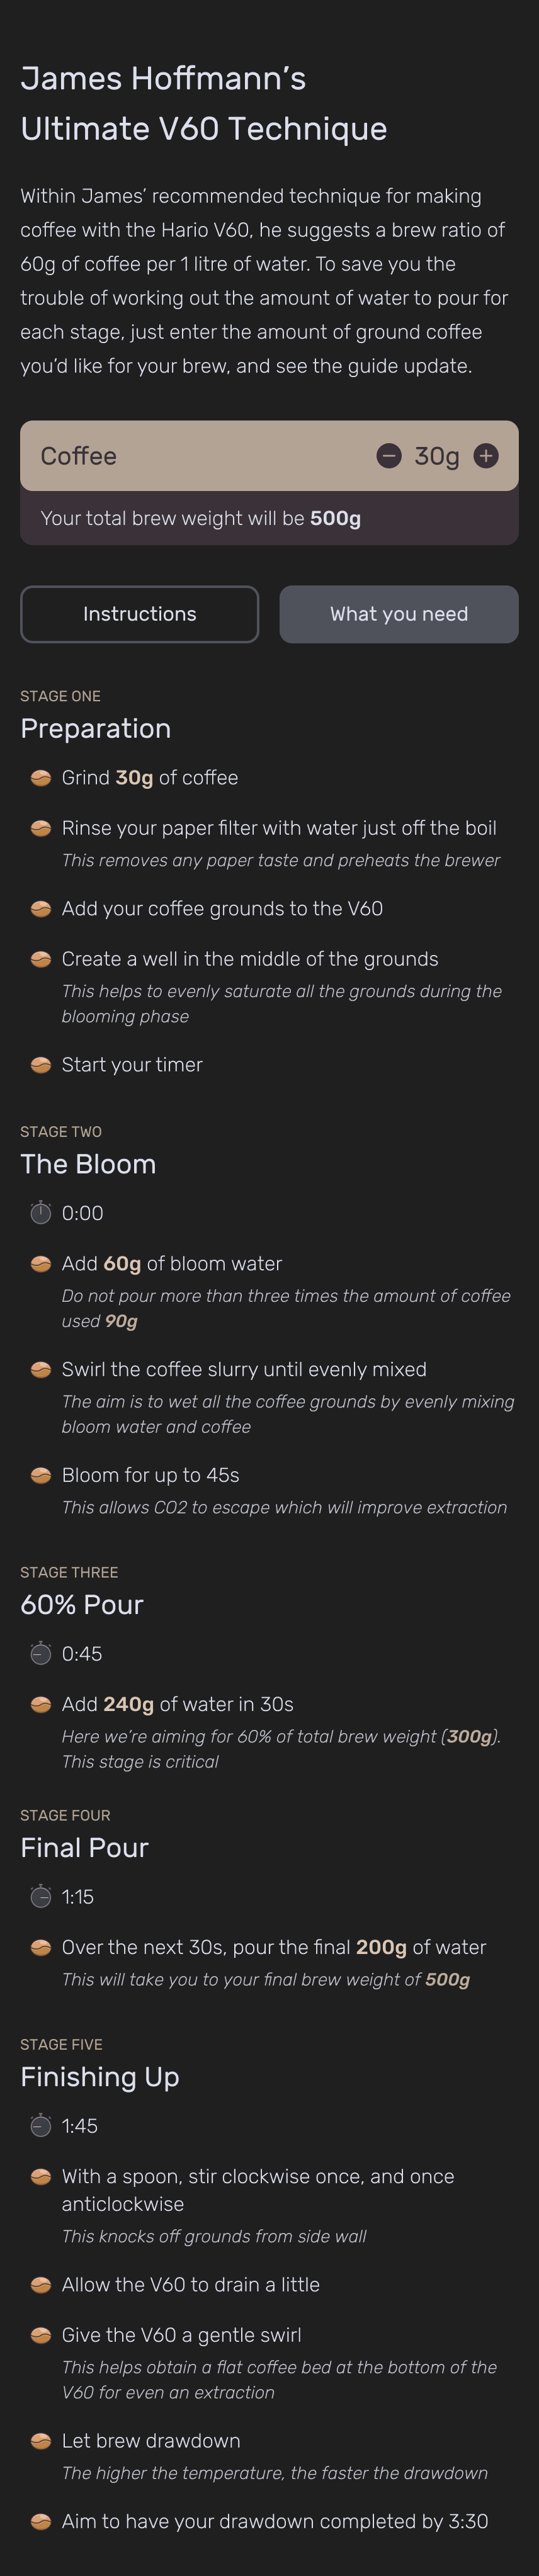 James Hoffmann’s
Ultimate V60 Technique
Within James’ recommended technique for making
coffee with the Hario V60, he suggests a brew ratio of
60g of coffee per 1 litre of water. To save you the
trouble of working out the amount of water to pour for
each stage, just enter the amount of ground coffee
you’d like for your brew, and see the guide update.
Coffee − 30g +
Your total brew weight will be 500g
Instructions What you need
STAGE ONE
Preparation
Grind 30g of coffee
Rinse your paper filter with water just off the boil
This removes any paper taste and preheats the brewer
Add your coffee grounds to the V60
Create a well in the middle of the grounds
This helps to evenly saturate all the grounds during the
blooming phase
Start your timer
STAGE TWO
The Bloom
0:00
Add 60g of bloom water
Do not pour more than three times the amount of coffee
used 90g
Swirl the coffee slurry until evenly mixed
The aim is to wet all the coffee grounds by evenly mixing
bloom water and coffee
Bloom for up to 45s
This allows CO2 to escape which will improve extraction
STAGE THREE
60% Pour
0:45
Add 240g of water in 30s
Here we’re aiming for 60% of total brew weight (300g).
This stage is critical
STAGE FOUR
Final Pour
1:15
Over the next 30s, pour the final 200g of water
This will take you to your final brew weight of 500g
STAGE FIVE
Finishing Up
1:45
With a spoon, stir clockwise once, and once
anticlockwise
This knocks off grounds from side wall
Allow the V60 to drain a little
Give the V60 a gentle swirl
This helps obtain a flat coffee bed at the bottom of the
V60 for even an extraction
Let brew drawdown
The higher the temperature, the faster the drawdown
Aim to have your drawdown completed by 3:30